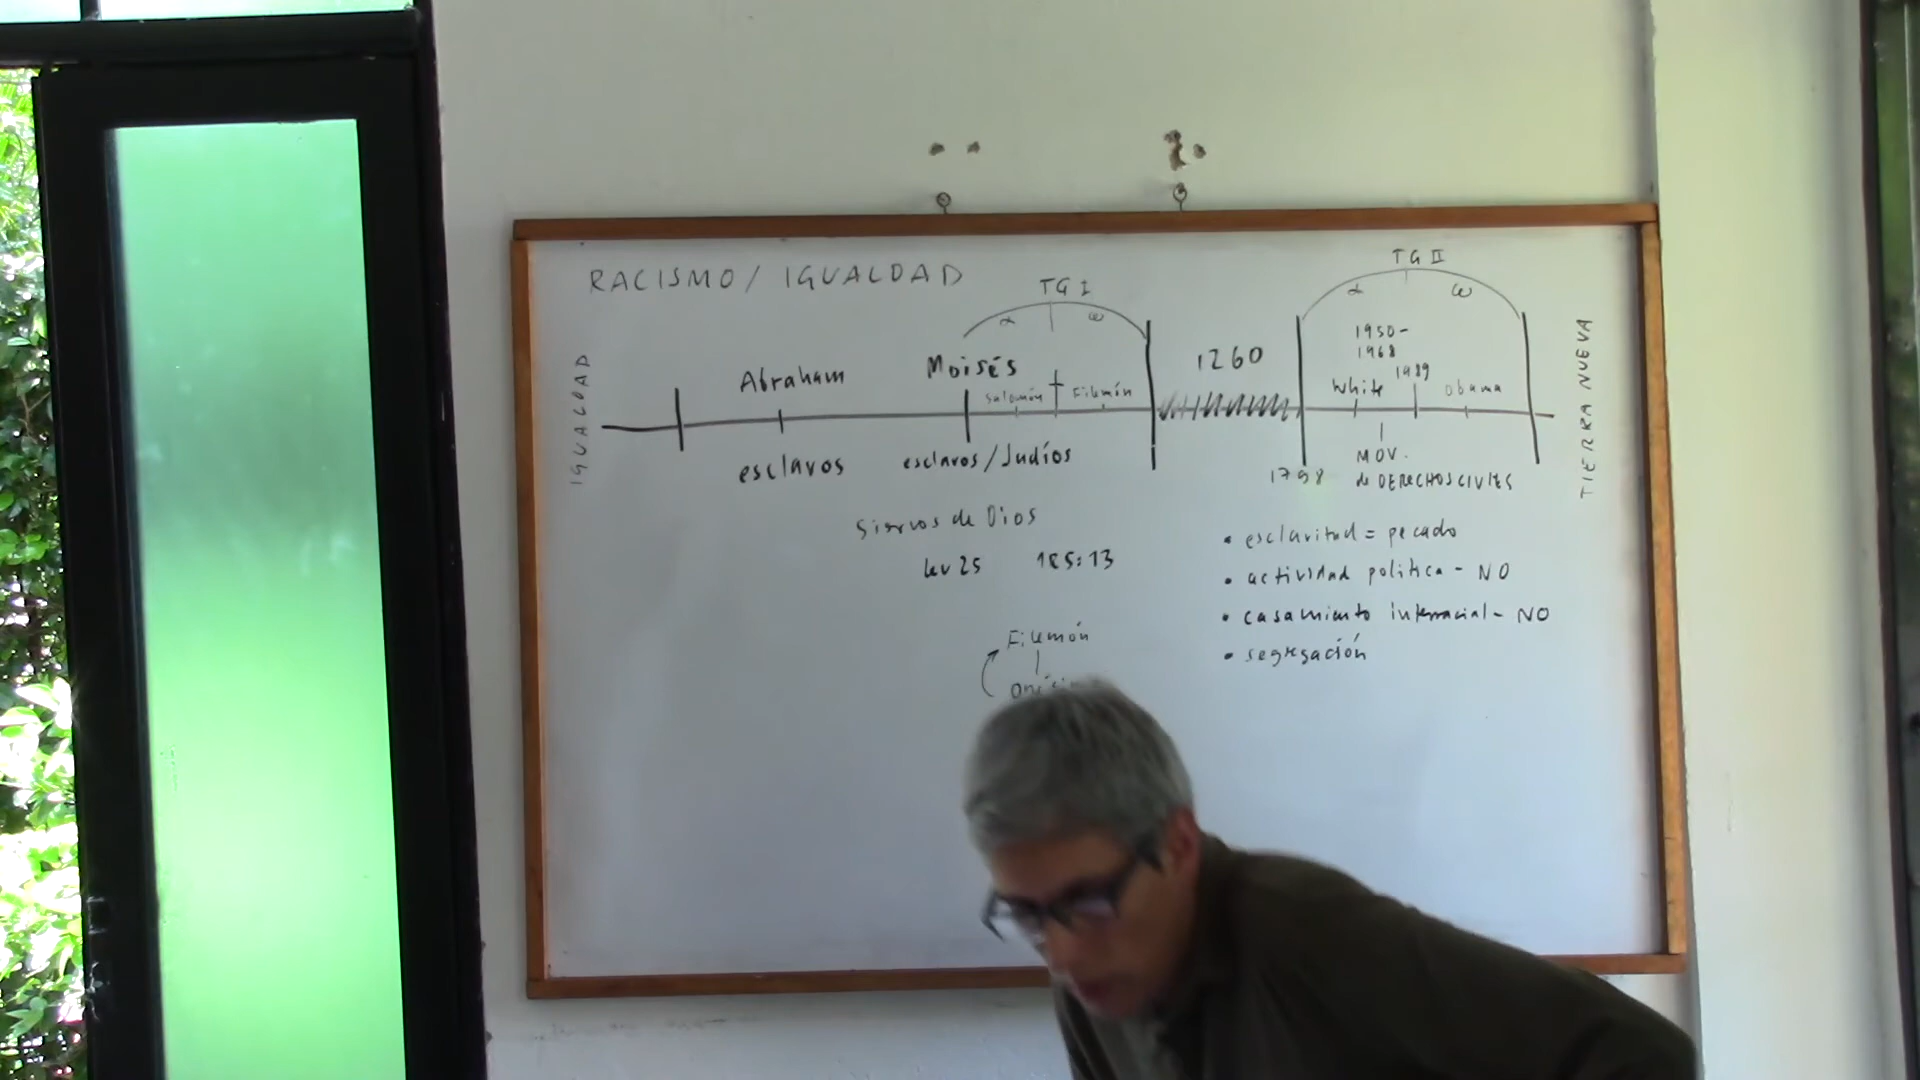 RACISMO / IGUALDAD
TG I
TG II
α ω
α ω
IGUALDAD
Abraham
Moisés
Salomón
Filemón
1260
1950-
1968
White
1989
Obama
TIERRA NUEVA
esclavos
esclavos/Judíos
1798
MOV.
de DERECHOS CIVILES
Siervos de Dios
Lev 25
1R 5:13
• esclavitud = pecado
• actividad política - NO
• casamiento interracial - NO
• segregación
Filemón